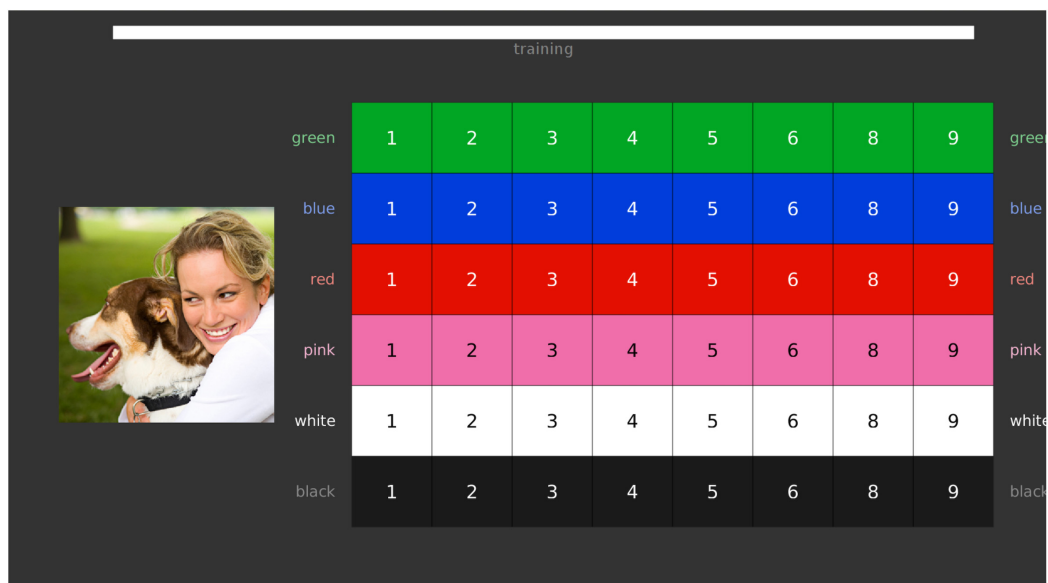 training
green 1 2 3 4 5 6 8 9 green
blue 1 2 3 4 5 6 8 9 blue
red 1 2 3 4 5 6 8 9 red
pink 1 2 3 4 5 6 8 9 pink
white 1 2 3 4 5 6 8 9 white
black 1 2 3 4 5 6 8 9 black